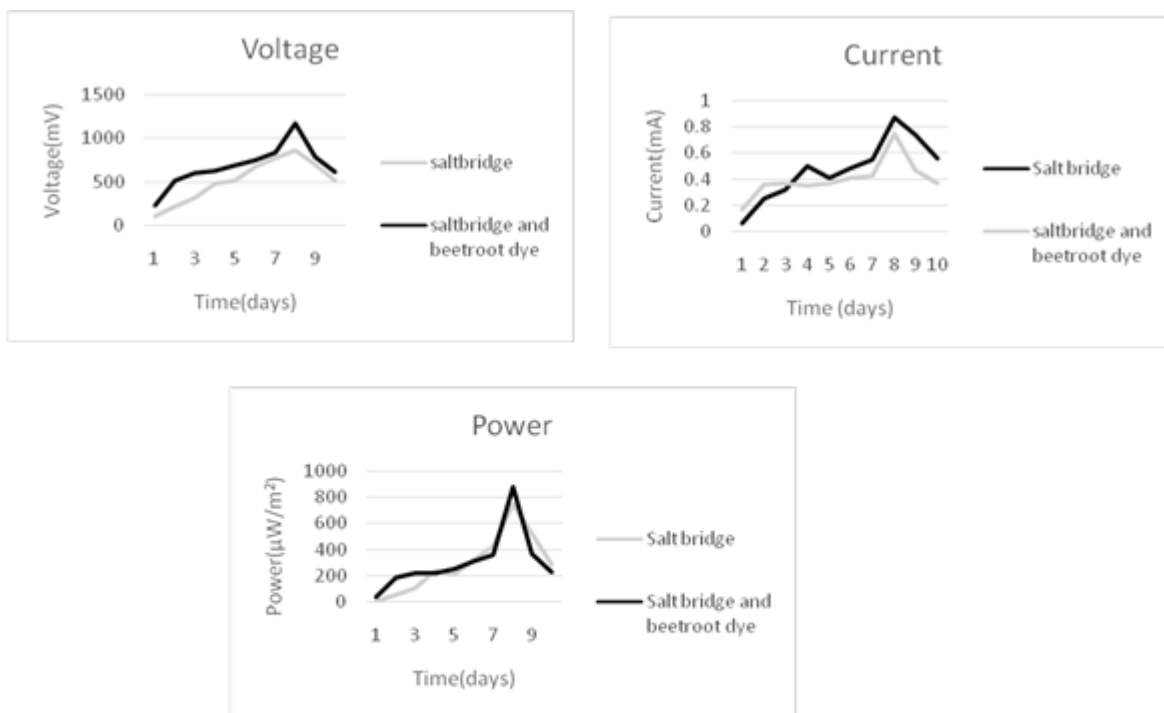 Voltage
1500
1000
500
0
Voltage(mV)
1 3 5 7 9
Time(days)
saltbridge
saltbridge and
beetroot dye
Current
1
0.8
0.6
0.4
0.2
0
Current(mA)
1 2 3 4 5 6 7 8 9 10
Time (days)
Salt bridge
saltbridge and
beetroot dye
Power
1000
800
600
400
200
0
Power(µW/m²)
1 3 5 7 9
Time(days)
Salt bridge
Salt bridge and
beetroot dye